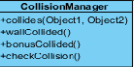 CollisionManager
+collides(Object1, Object2)
+wallCollided()
+bonusCollided()
+checkCollision()